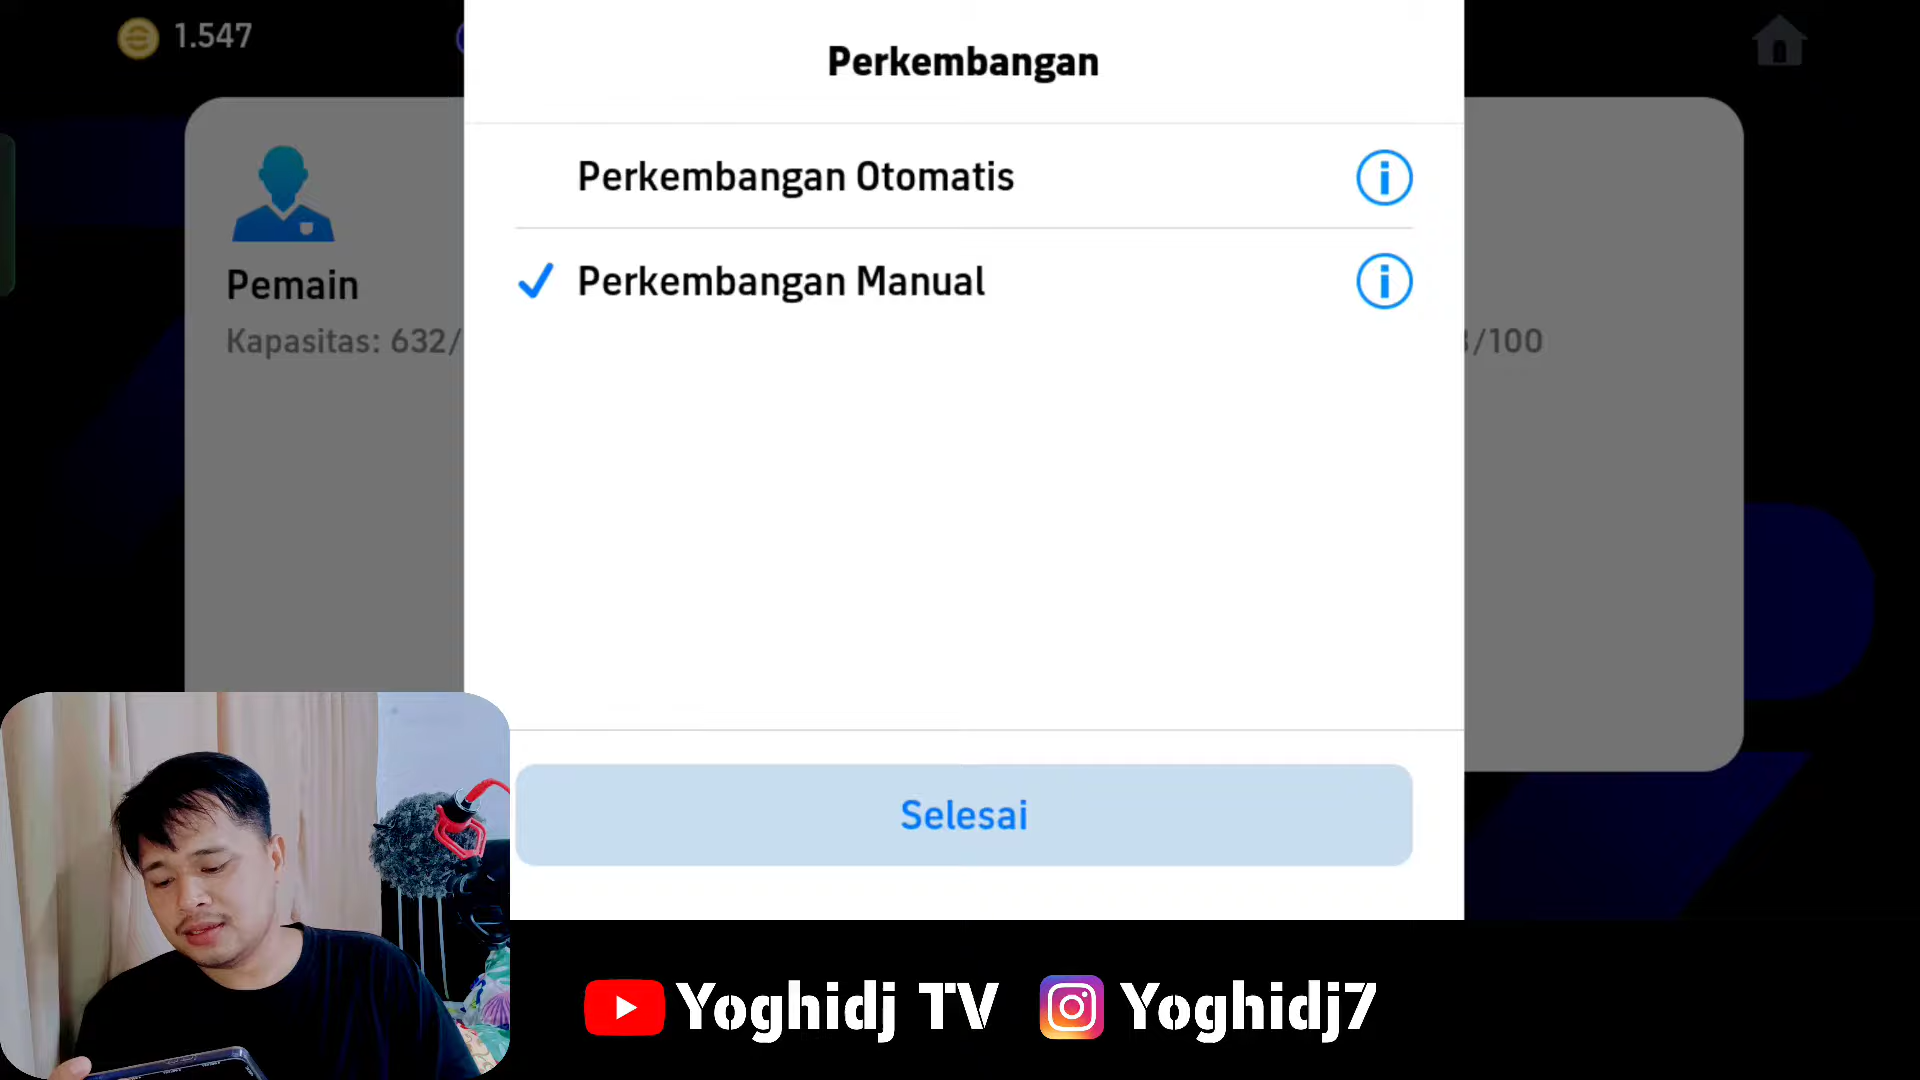 1.547
Perkembangan
Perkembangan Otomatis
Perkembangan Manual
Pemain
Kapasitas: 632/
/100
Selesai
Yoghidj TV
Yoghidj7